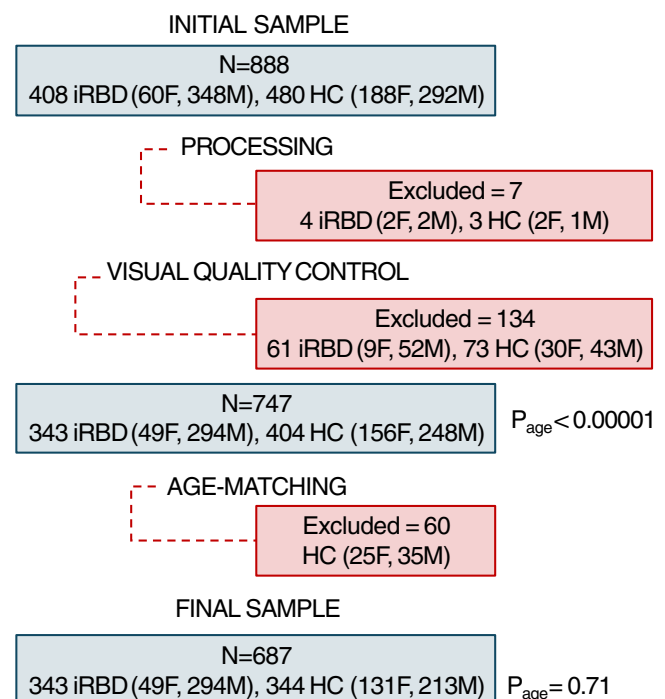 INITIAL SAMPLE
N=888
408 iRBD (60F, 348M), 480 HC (188F, 292M)
PROCESSING
Excluded = 7
4 iRBD (2F, 2M), 3 HC (2F, 1M)
VISUAL QUALITY CONTROL
Excluded = 134
61 iRBD (9F, 52M), 73 HC (30F, 43M)
N=747
343 iRBD (49F, 294M), 404 HC (156F, 248M)
Page<0.00001
AGE-MATCHING
Excluded = 60
HC (25F, 35M)
FINAL SAMPLE
N=687
343 iRBD (49F, 294M), 344 HC (131F, 213M)
Page= 0.71